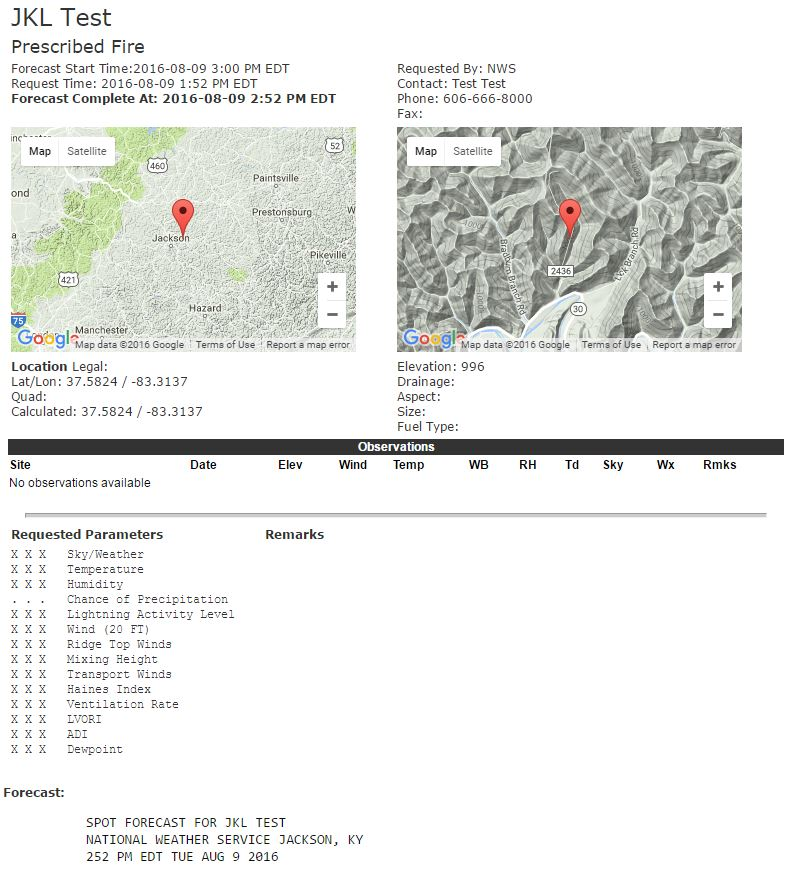 JKL Test
Prescribed Fire
Forecast Start Time:2016-08-09 3:00 PM EDT
Request Time: 2016-08-09 1:52 PM EDT
Forecast Complete At: 2016-08-09 2:52 PM EDT
Requested By: NWS
Contact: Test Test
Phone: 606-666-8000
Fax:
Map Satellite
52
460
Paintsville
Prestonsburg
Jackson
Pikeville
421
Hazard
75
Manchester
+
−
Google Map data ©2016 Google Terms of Use Report a map error
Map Satellite
Bradburn Branch Rd
Lick Branch Rd
2436
30
+
−
Google Map data ©2016 Google Terms of Use Report a map error
Location Legal:
Lat/Lon: 37.5824 / -83.3137
Quad:
Calculated: 37.5824 / -83.3137
Elevation: 996
Drainage:
Aspect:
Size:
Fuel Type:
Observations
Site Date Elev Wind Temp WB RH Td Sky Wx Rmks
No observations available
Requested Parameters Remarks
X X X Sky/Weather
X X X Temperature
X X X Humidity
. . . Chance of Precipitation
X X X Lightning Activity Level
X X X Wind (20 FT)
X X X Ridge Top Winds
X X X Mixing Height
X X X Transport Winds
X X X Haines Index
X X X Ventilation Rate
X X X LVORI
X X X ADI
X X X Dewpoint
Forecast:
SPOT FORECAST FOR JKL TEST
NATIONAL WEATHER SERVICE JACKSON, KY
252 PM EDT TUE AUG 9 2016